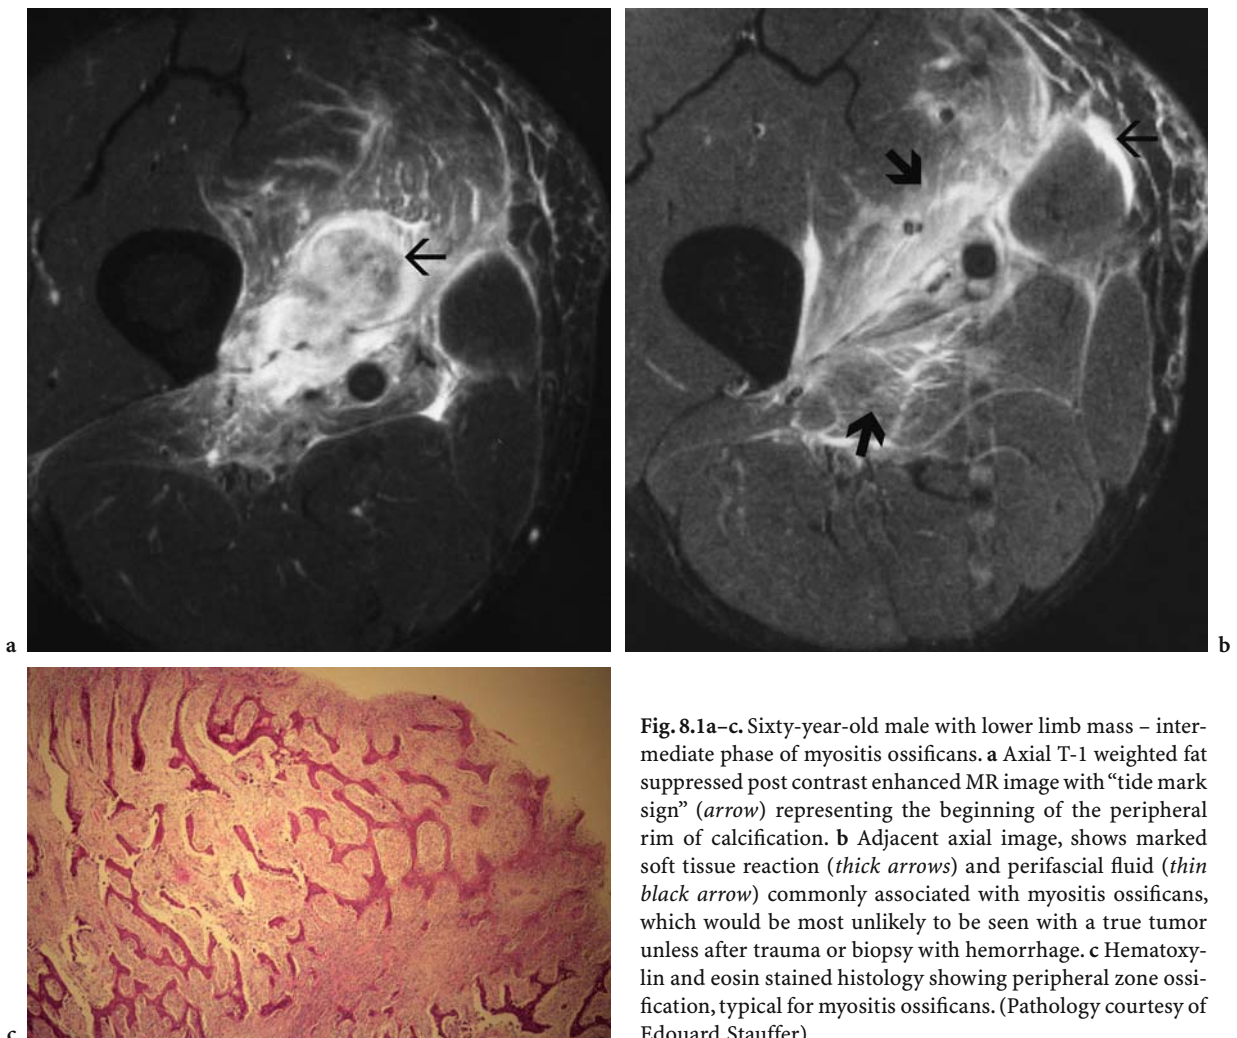 a
b
c
Fig. 8.1a–c. Sixty-year-old male with lower limb mass – inter-
mediate phase of myositis ossificans. a Axial T-1 weighted fat
suppressed post contrast enhanced MR image with “tide mark
sign” (arrow) representing the beginning of the peripheral
rim of calcification. b Adjacent axial image, shows marked
soft tissue reaction (thick arrows) and perifascial fluid (thin
black arrow) commonly associated with myositis ossificans,
which would be most unlikely to be seen with a true tumor
unless after trauma or biopsy with hemorrhage. c Hematoxy-
lin and eosin stained histology showing peripheral zone ossi-
fication, typical for myositis ossificans. (Pathology courtesy of
Edouard Stauffer)